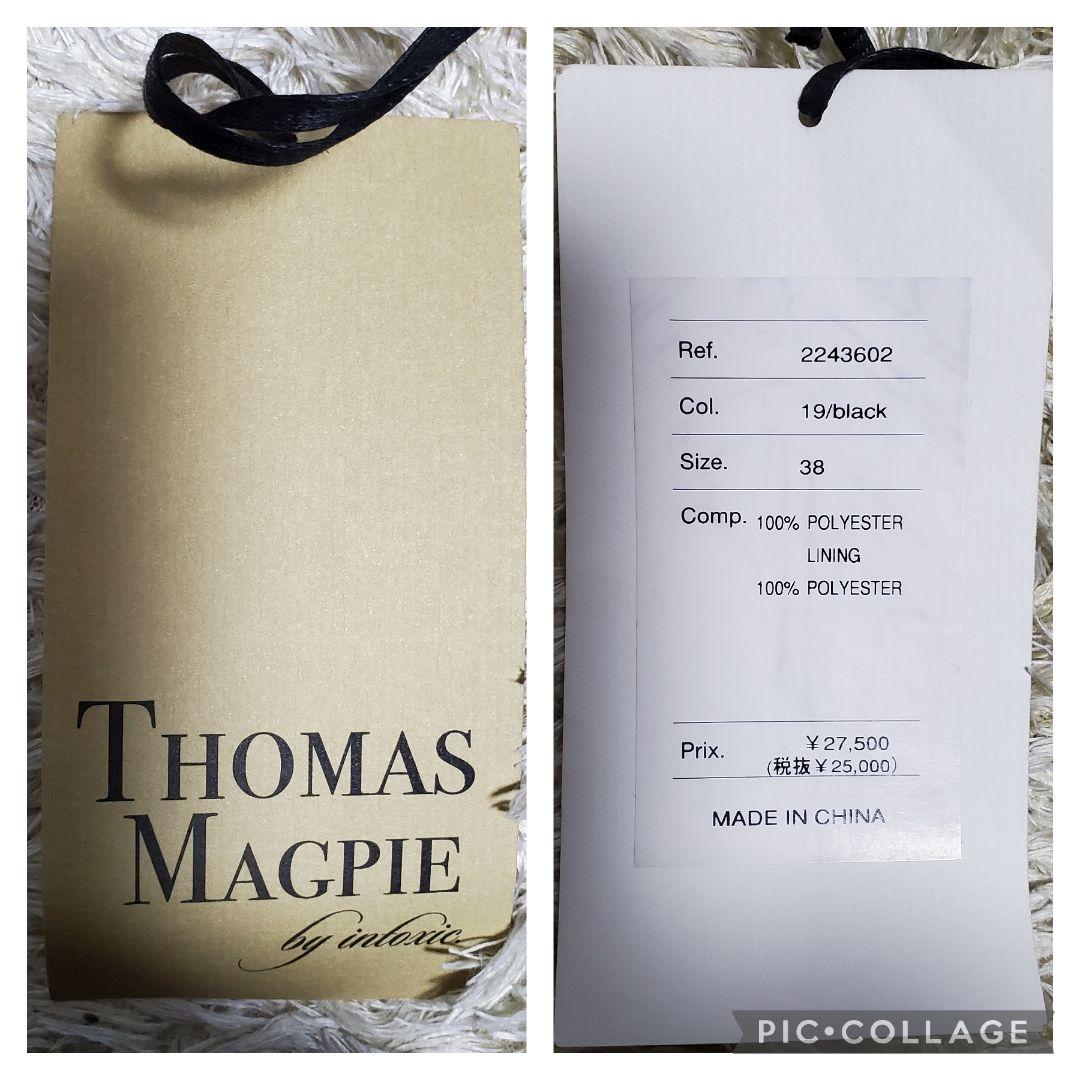 THOMAS
MAGPIE
by intoxic.
Ref. 2243602
Col. 19/black
Size. 38
Comp. 100% POLYESTER
LINING
100% POLYESTER
Prix. ¥27,500
(税抜¥25,000)
MADE IN CHINA
PIC•COLLAGE